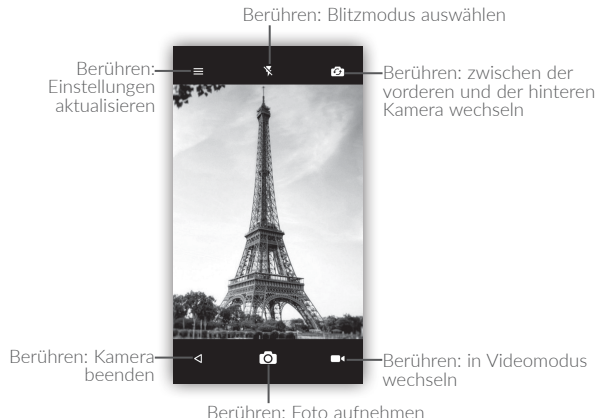 Berühren: Blitzmodus auswählen
Berühren:
Einstellungen
aktualisieren
Berühren: zwischen der
vorderen und der hinteren
Kamera wechseln
Berühren: Kamera
beenden
Berühren: in Videomodus
wechseln
Berühren: Foto aufnehmen